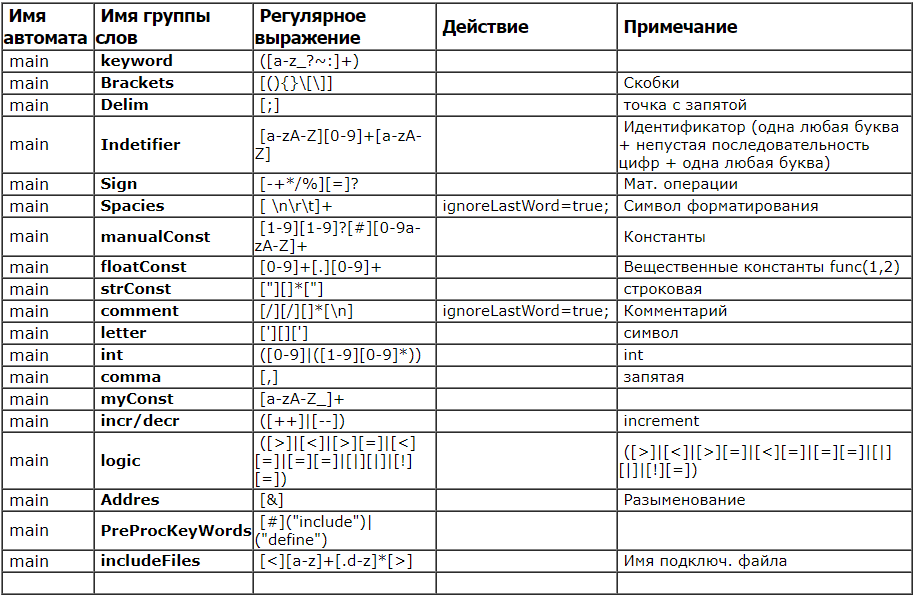 Имя автомата	Имя группы слов	Регулярное выражение	Действие	Примечание
main	keyword	([a-z_?~:]+)
main	Brackets	[(){}\[\]]		Скобки
main	Delim	[;]		точка с запятой
main	Indetifier	[a-zA-Z][0-9]+[a-zA-Z]		Идентификатор (одна любая буква + непустая последовательность цифр + одна любая буква)
main	Sign	[-+*/%][=]?		Мат. операции
main	Spacies	[ \n\r\t]+	ignoreLastWord=true;	Символ форматирования
main	manualConst	[1-9][1-9]?[#][0-9a-zA-Z]+		Константы
main	floatConst	[0-9]+[.][0-9]+		Вещественные константы func(1,2)
main	strConst	["][]*["]		строковая
main	comment	[/][/][]*[\n]	ignoreLastWord=true;	Комментарий
main	letter	['][][']		символ
main	int	([0-9]|([1-9][0-9]*))		int
main	comma	[,]		запятая
main	myConst	[a-zA-Z_]+
main	incr/decr	([++]|[--])		increment
main	logic	([>]|[<]|[>][=]|[<][=]|[=][=]|[|][|]|[!][=])		([>]|[<]|[>][=]|[<][=]|[=][=]|[|][|]|[!][=])
main	Addres	[&]		Разыменование
main	PreProcKeyWords	[#]("include")|("define")
main	includeFiles	[<][a-z]+[.d-z]*[>]		Имя подключ. файла